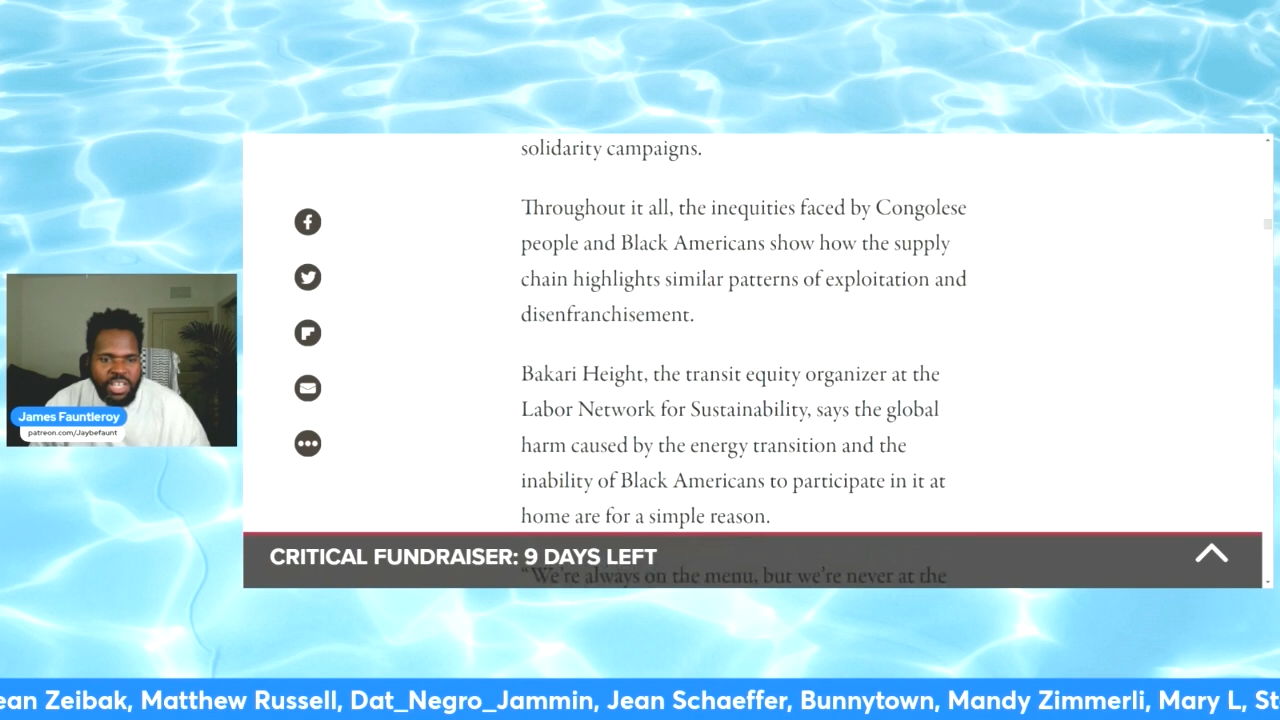 solidarity campaigns.
Throughout it all, the inequities faced by Congolese
people and Black Americans show how the supply
chain highlights similar patterns of exploitation and
disenfranchisement.
Bakari Height, the transit equity organizer at the
Labor Network for Sustainability, says the global
harm caused by the energy transition and the
inability of Black Americans to participate in it at
home are for a simple reason.
CRITICAL FUNDRAISER: 9 DAYS LEFT
“We’re always on the menu, but we’re never at the
James Fauntleroy
patreon.com/Jaybefaunt
ean Zeibak, Matthew Russell, Dat_Negro_Jammin, Jean Schaeffer, Bunnytown, Mandy Zimmerli, Mary L, St